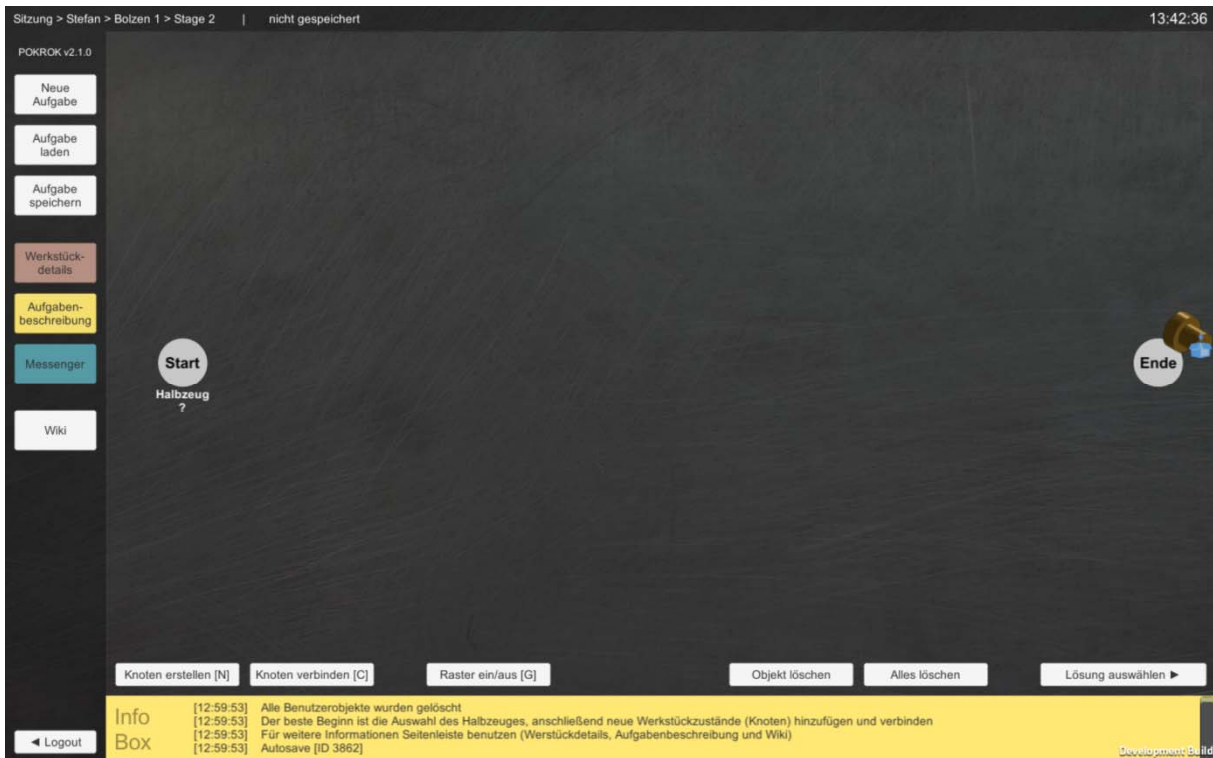 Sitzung > Stefan > Bolzen 1 > Stage 2 | nicht gespeichert 13:42:36
POKROK v2.1.0
Neue
Aufgabe
Aufgabe
laden
Aufgabe
speichern
Werkstück-
details
Aufgaben-
beschreibung
Messenger
Wiki
Start
Halbzeug
?
Ende
Knoten erstellen [N] Knoten verbinden [C] Raster ein/aus [G] Objekt löschen Alles löschen Lösung auswählen ►
Info
Box
[12:59:53] Alle Benutzerobjekte wurden gelöscht
[12:59:53] Der beste Beginn ist die Auswahl des Halbzeuges, anschließend neue Werkstückzustände (Knoten) hinzufügen und verbinden
[12:59:53] Für weitere Informationen Seitenleiste benutzen (Werstückdetails, Aufgabenbeschreibung und Wiki)
[12:59:53] Autosave [ID 3862]
◄ Logout
Development Build